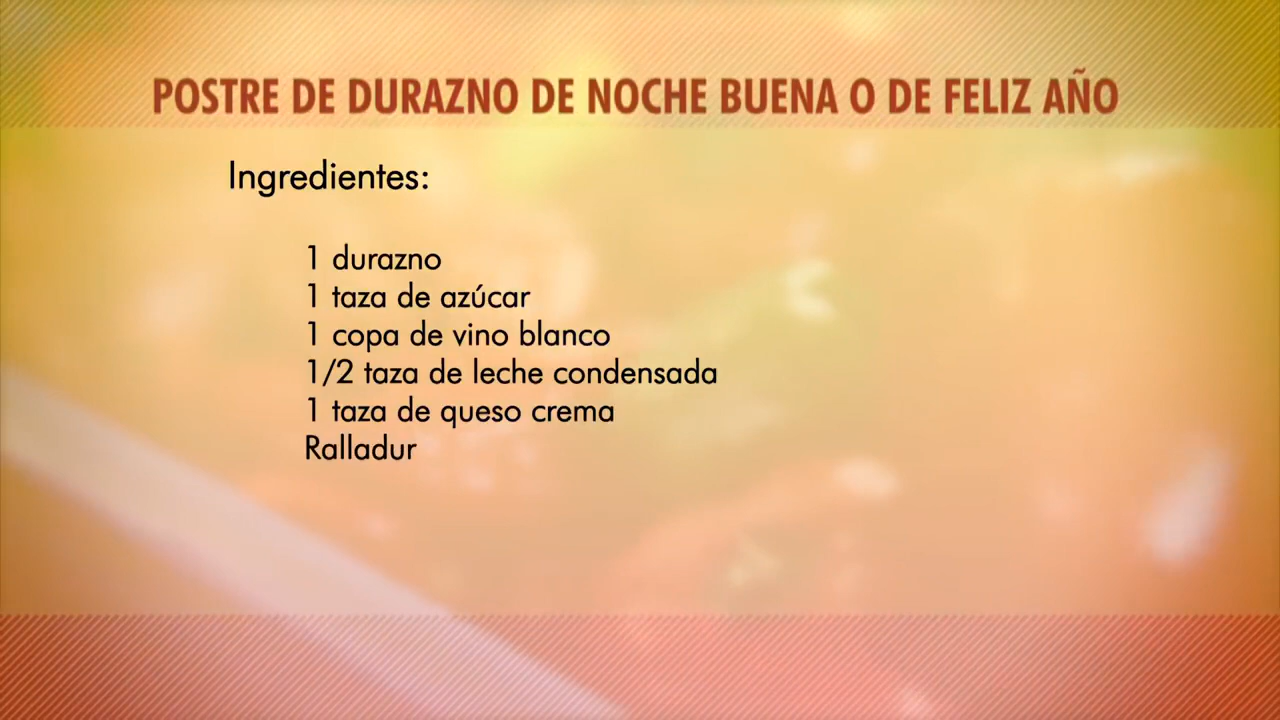 POSTRE DE DURAZNO DE NOCHE BUENA O DE FELIZ AÑO
Ingredientes:
1 durazno
1 taza de azúcar
1 copa de vino blanco
1/2 taza de leche condensada
1 taza de queso crema
Ralladur